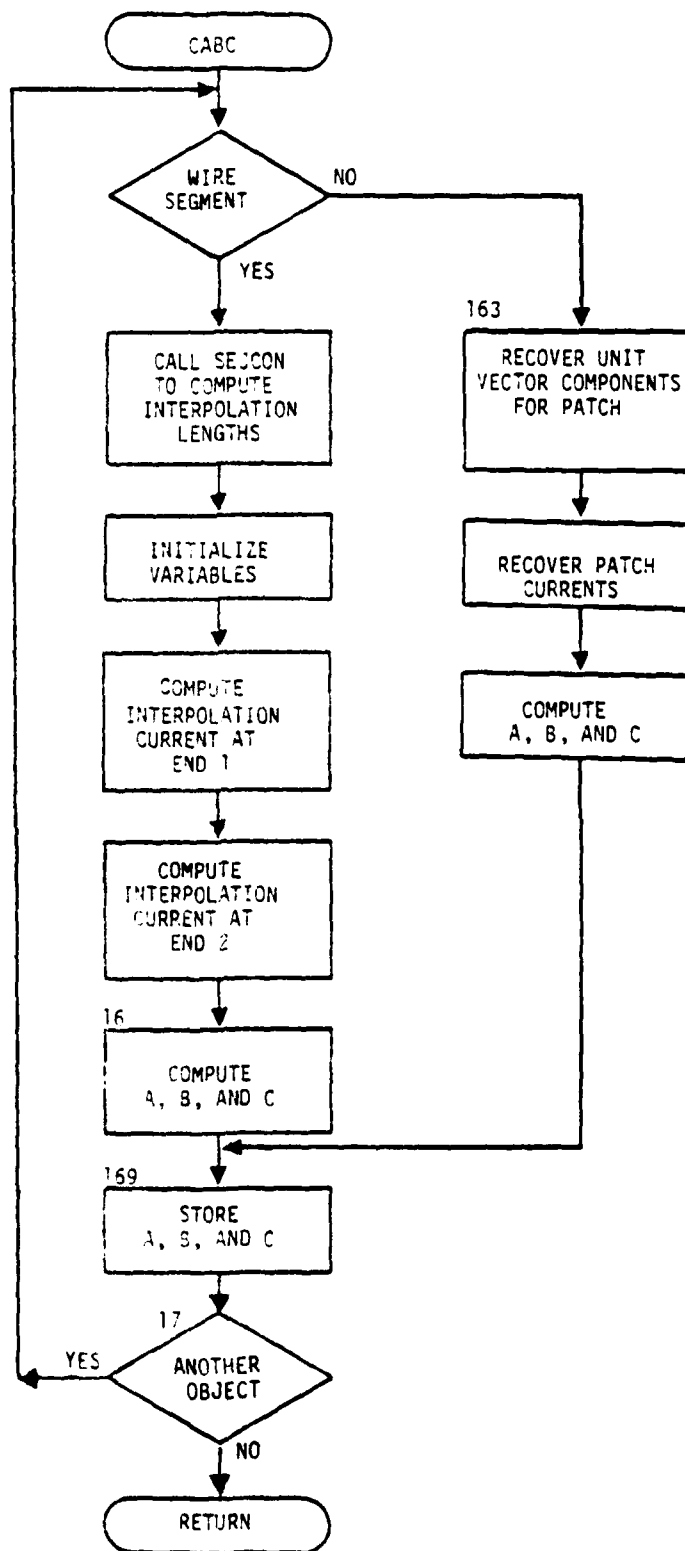 CABC
WIRE
SEGMENT
NO
YES
CALL SEJCON
TO COMPUTE
INTERPOLATION
LENGTHS
INITIALIZE
VARIABLES
COMPUTE
INTERPOLATION
CURRENT AT
END 1
COMPUTE
INTERPOLATION
CURRENT AT
END 2
16
COMPUTE
A, B, AND C
163
RECOVER UNIT
VECTOR COMPONENTS
FOR PATCH
RECOVER PATCH
CURRENTS
COMPUTE
A, B, AND C
169
STORE
A, B, AND C
17
ANOTHER
OBJECT
YES
NO
RETURN